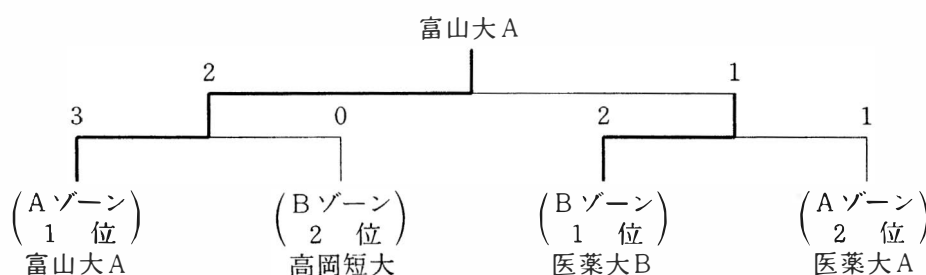 富山大A
2 1
3 0 2 1
(Aゾーン 1 位) (Bゾーン 2 位) (Bゾーン 1 位) (Aゾーン 2 位)
富山大A 高岡短大 医薬大B 医薬大A